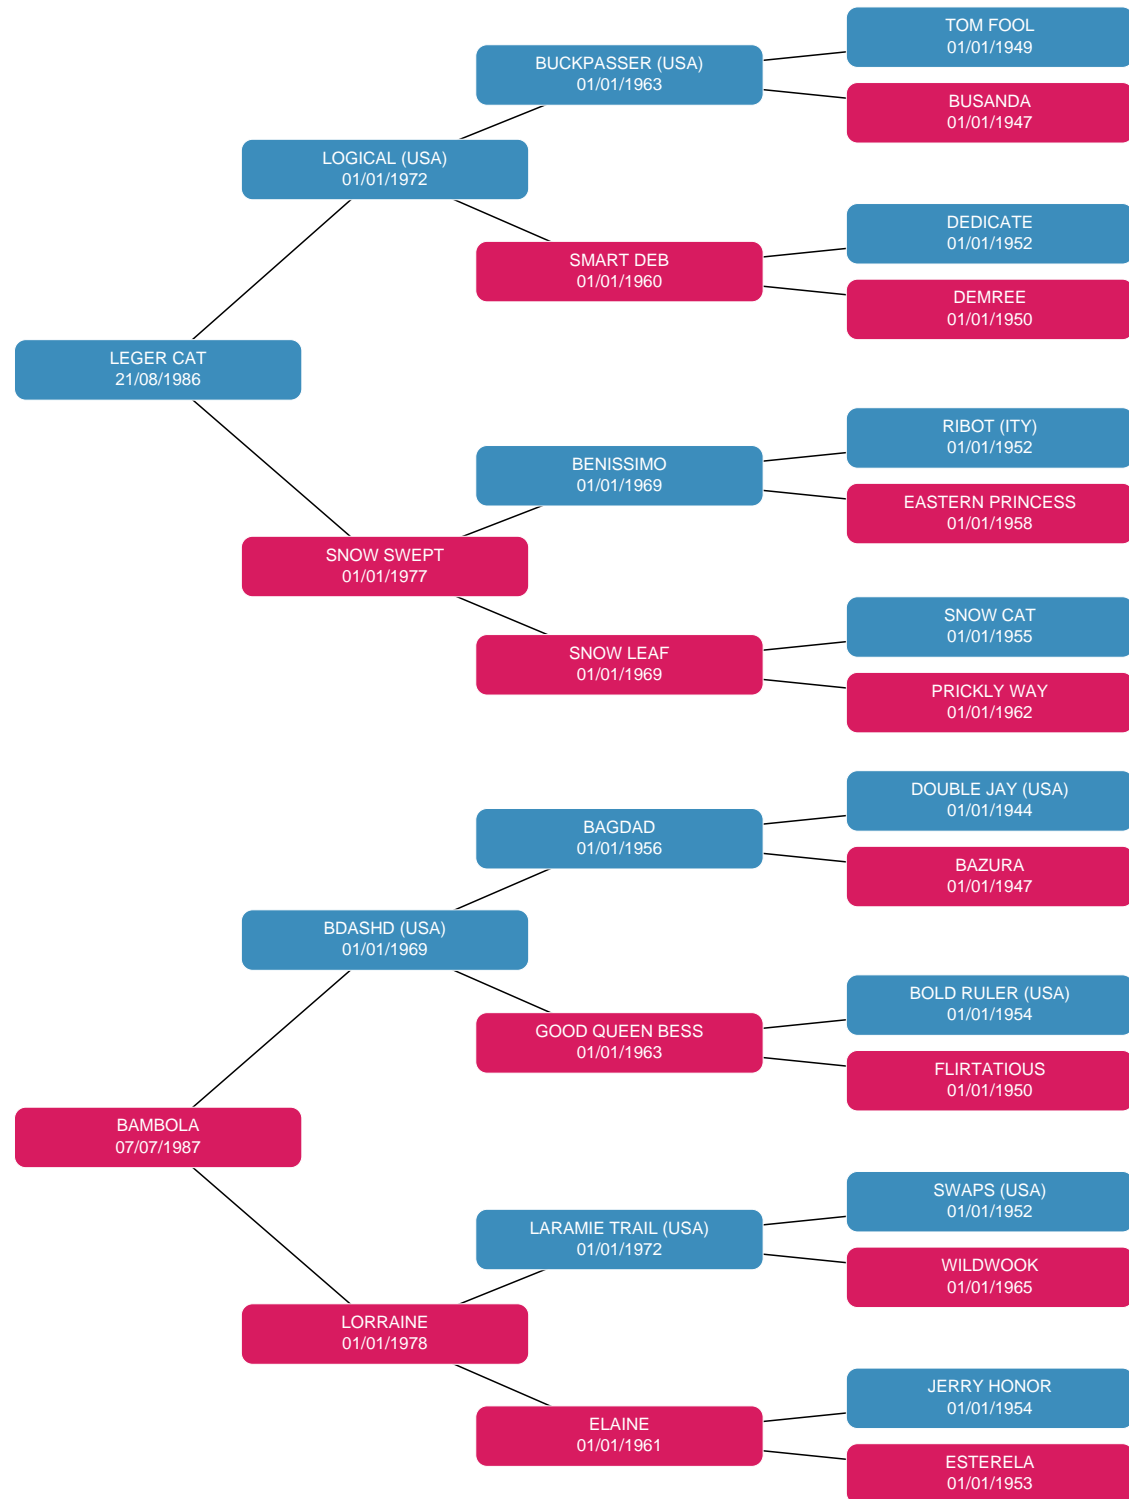 TOM FOOL
01/01/1949
BUCKPASSER (USA)
01/01/1963
BUSANDA
01/01/1947
LOGICAL (USA)
01/01/1972
DEDICATE
01/01/1952
SMART DEB
01/01/1960
DEMREE
01/01/1950
LEGER CAT
21/08/1986
RIBOT (ITY)
01/01/1952
BENISSIMO
01/01/1969
EASTERN PRINCESS
01/01/1958
SNOW SWEPT
01/01/1977
SNOW CAT
01/01/1955
SNOW LEAF
01/01/1969
PRICKLY WAY
01/01/1962
DOUBLE JAY (USA)
01/01/1944
BAGDAD
01/01/1956
BAZURA
01/01/1947
BDASHD (USA)
01/01/1969
BOLD RULER (USA)
01/01/1954
GOOD QUEEN BESS
01/01/1963
FLIRTATIOUS
01/01/1950
BAMBOLA
07/07/1987
SWAPS (USA)
01/01/1952
LARAMIE TRAIL (USA)
01/01/1972
WILDWOOK
01/01/1965
LORRAINE
01/01/1978
JERRY HONOR
01/01/1954
ELAINE
01/01/1961
ESTERELA
01/01/1953